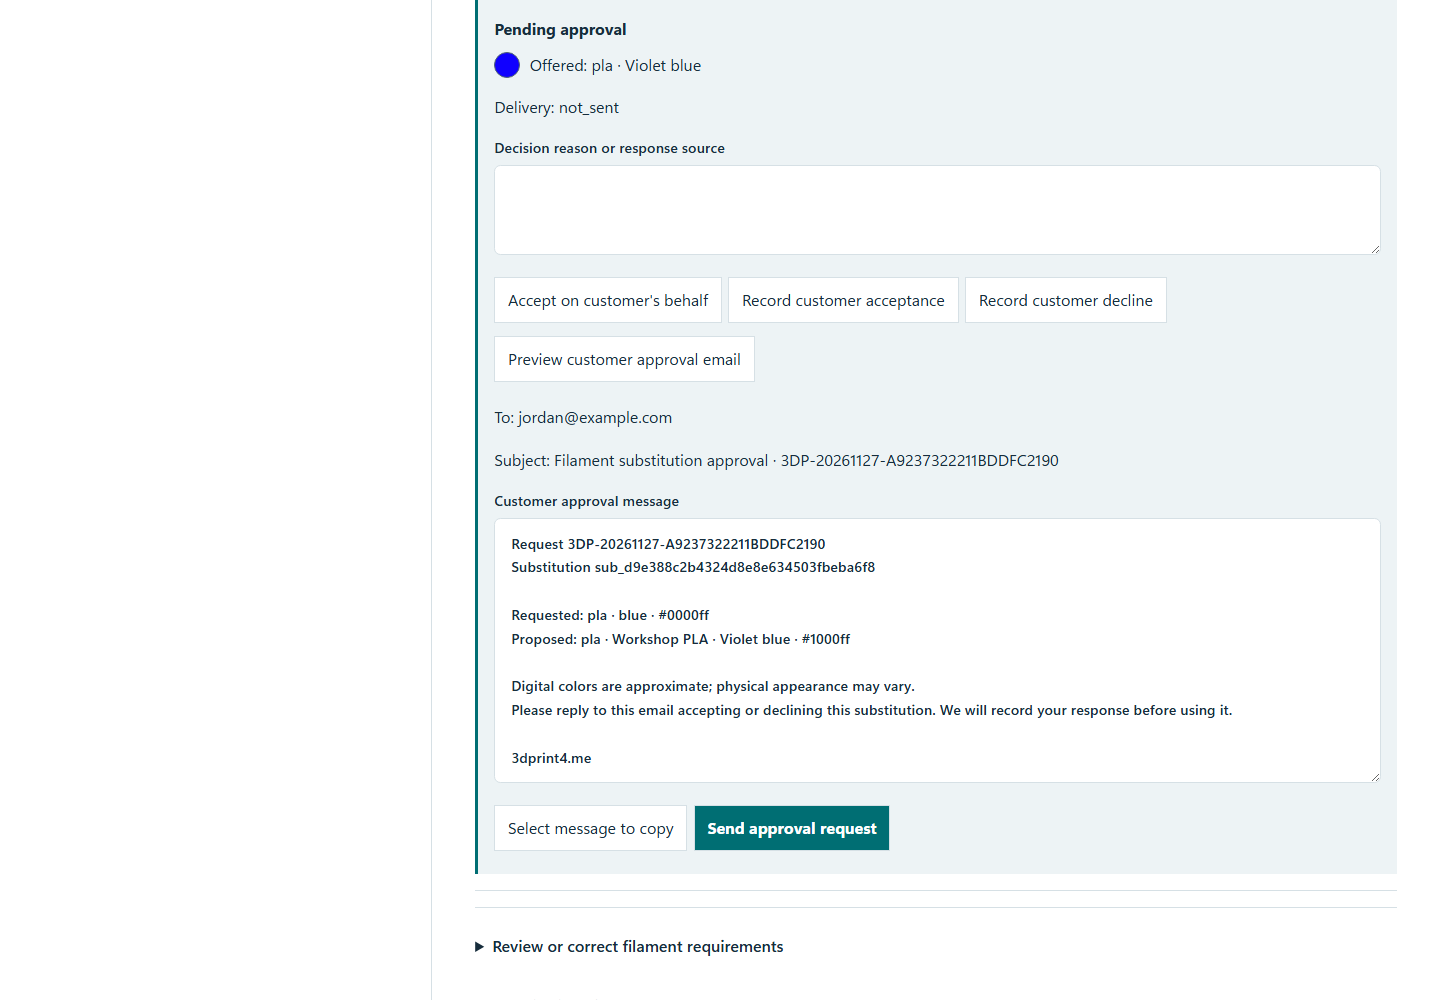 Pending approval
Offered: pla · Violet blue
Delivery: not_sent
Decision reason or response source
Accept on customer's behalf
Record customer acceptance
Record customer decline
Preview customer approval email
To: jordan@example.com
Subject: Filament substitution approval · 3DP-20261127-A9237322211BDDFC2190
Customer approval message
Request 3DP-20261127-A9237322211BDDFC2190
Substitution sub_d9e388c2b4324d8e8e634503fbeba6f8
Requested: pla · blue · #0000ff
Proposed: pla · Workshop PLA · Violet blue · #1000ff
Digital colors are approximate; physical appearance may vary.
Please reply to this email accepting or declining this substitution. We will record your response before using it.
3dprint4.me
Select message to copy
Send approval request
Review or correct filament requirements